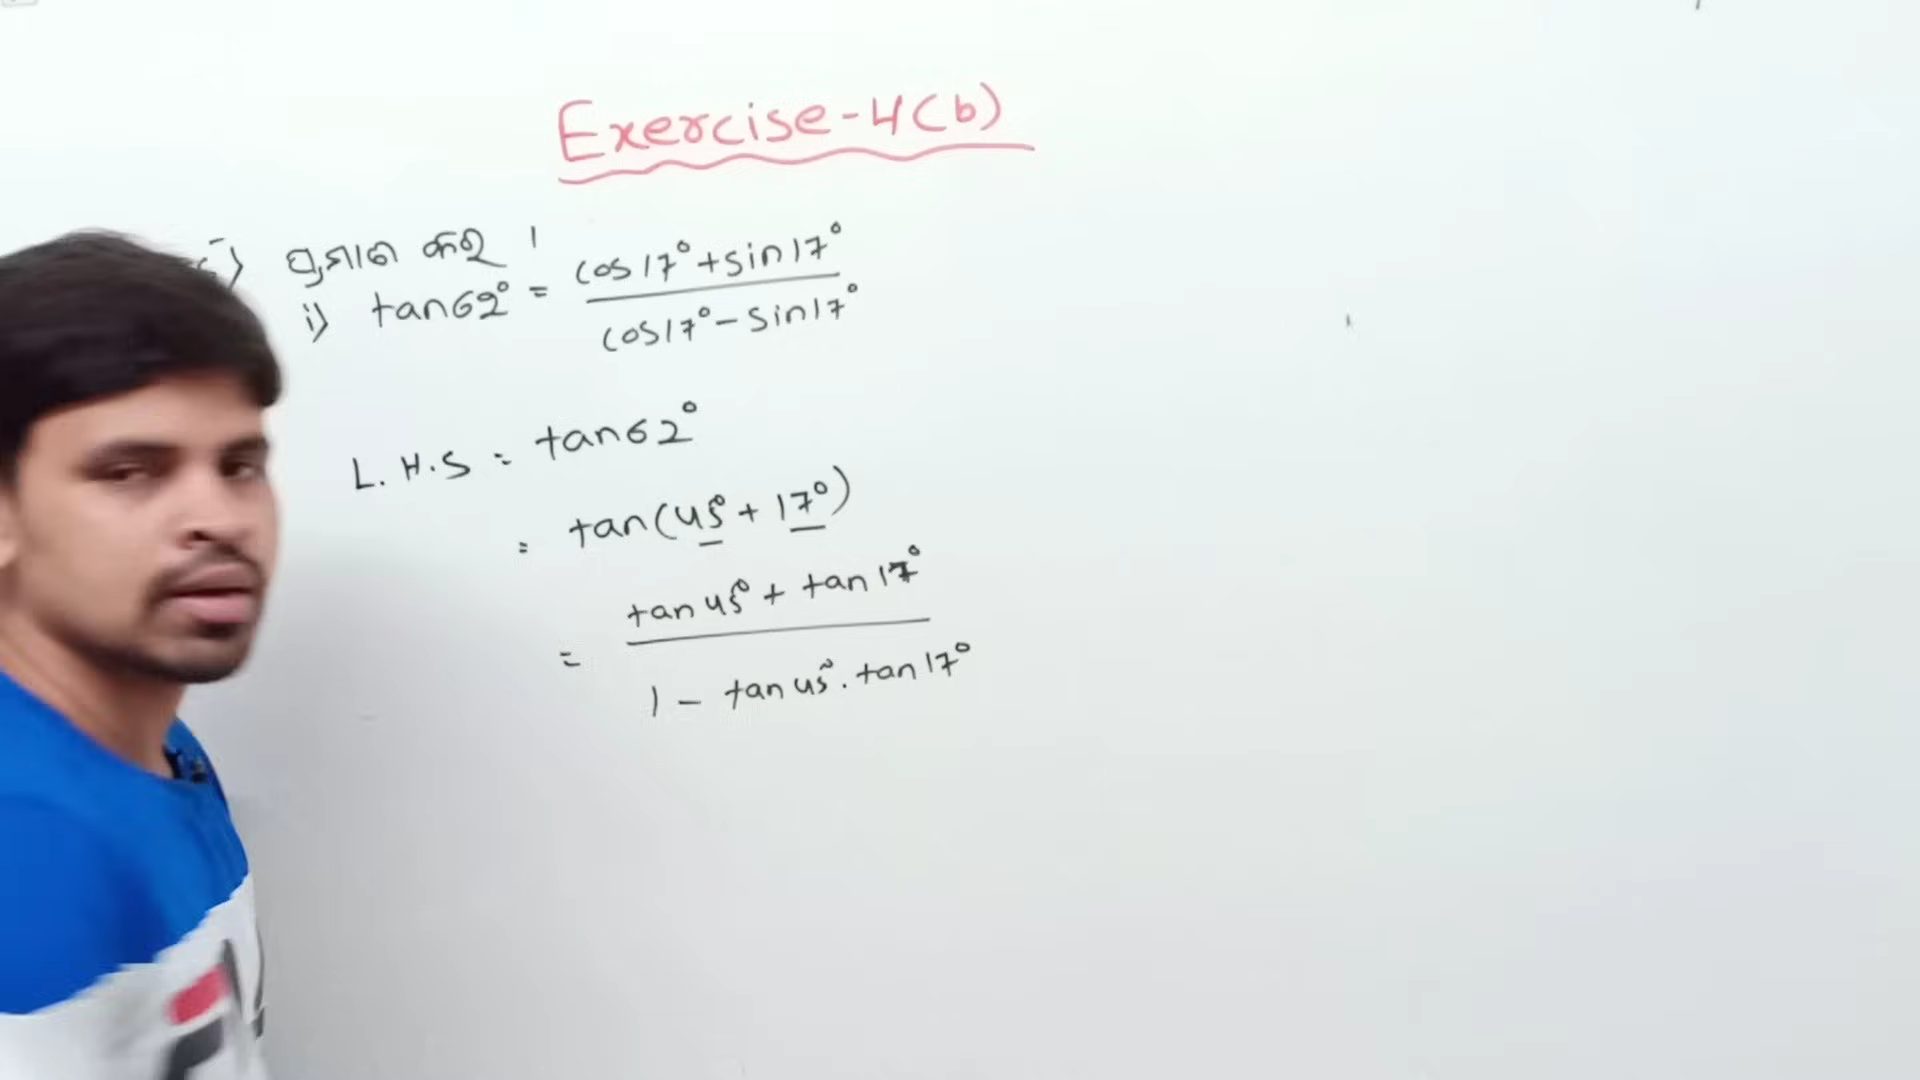 Exercise-4(b)
ପ୍ରମାଣ କର ।
i) tan62° = (cos17° + sin17°) / (cos17° - sin17°)
L.H.S = tan62°
= tan(45° + 17°)
= (tan45° + tan17°) / (1 - tan45° . tan17°)